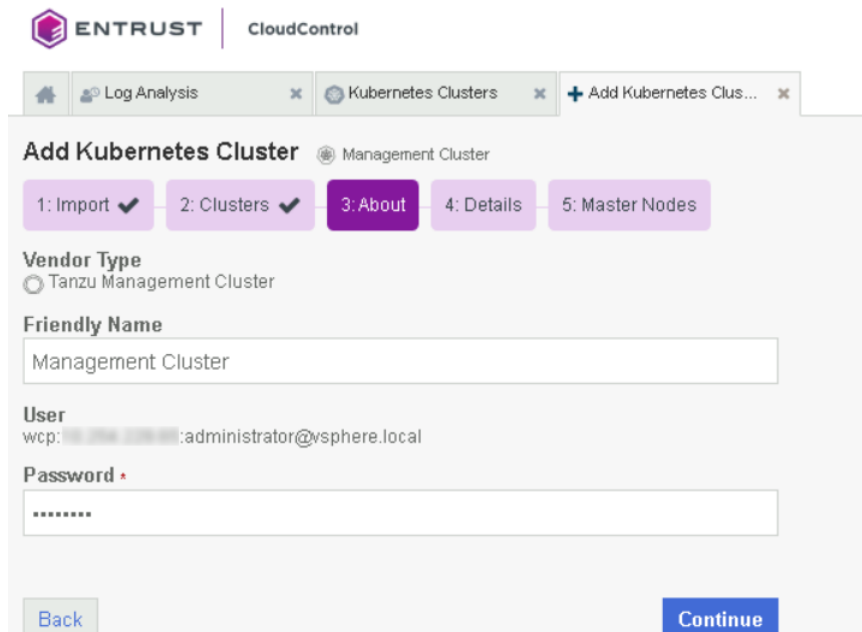 ENTRUST CloudControl
Log Analysis Kubernetes Clusters Add Kubernetes Clus...
Add Kubernetes Cluster Management Cluster
1: Import 2: Clusters 3: About 4: Details 5: Master Nodes
Vendor Type
Tanzu Management Cluster
Friendly Name
Management Cluster
User
wcp: :administrator@vsphere.local
Password *
Back Continue